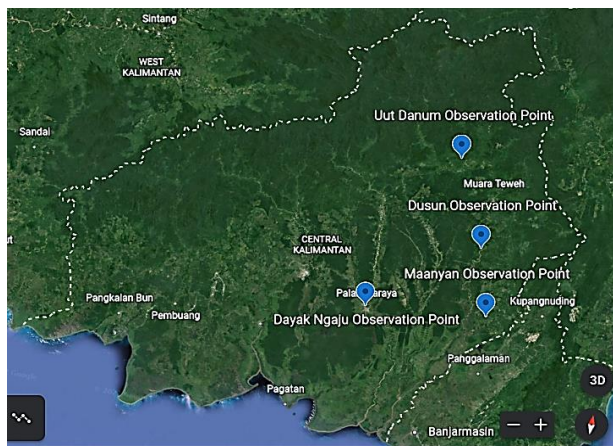 Sintang
WEST
KALIMANTAN
Uut Danum Observation Point
Sandai
Muara Teweh
Dusun Observation Point
CENTRAL
KALIMANTAN
Maanyan Observation Point
Pangkalan Bun
Kupangnuding
Pembuang
Dayak Ngaju Observation Point
Panggalaman
Pagatan
3D
Banjarmasin